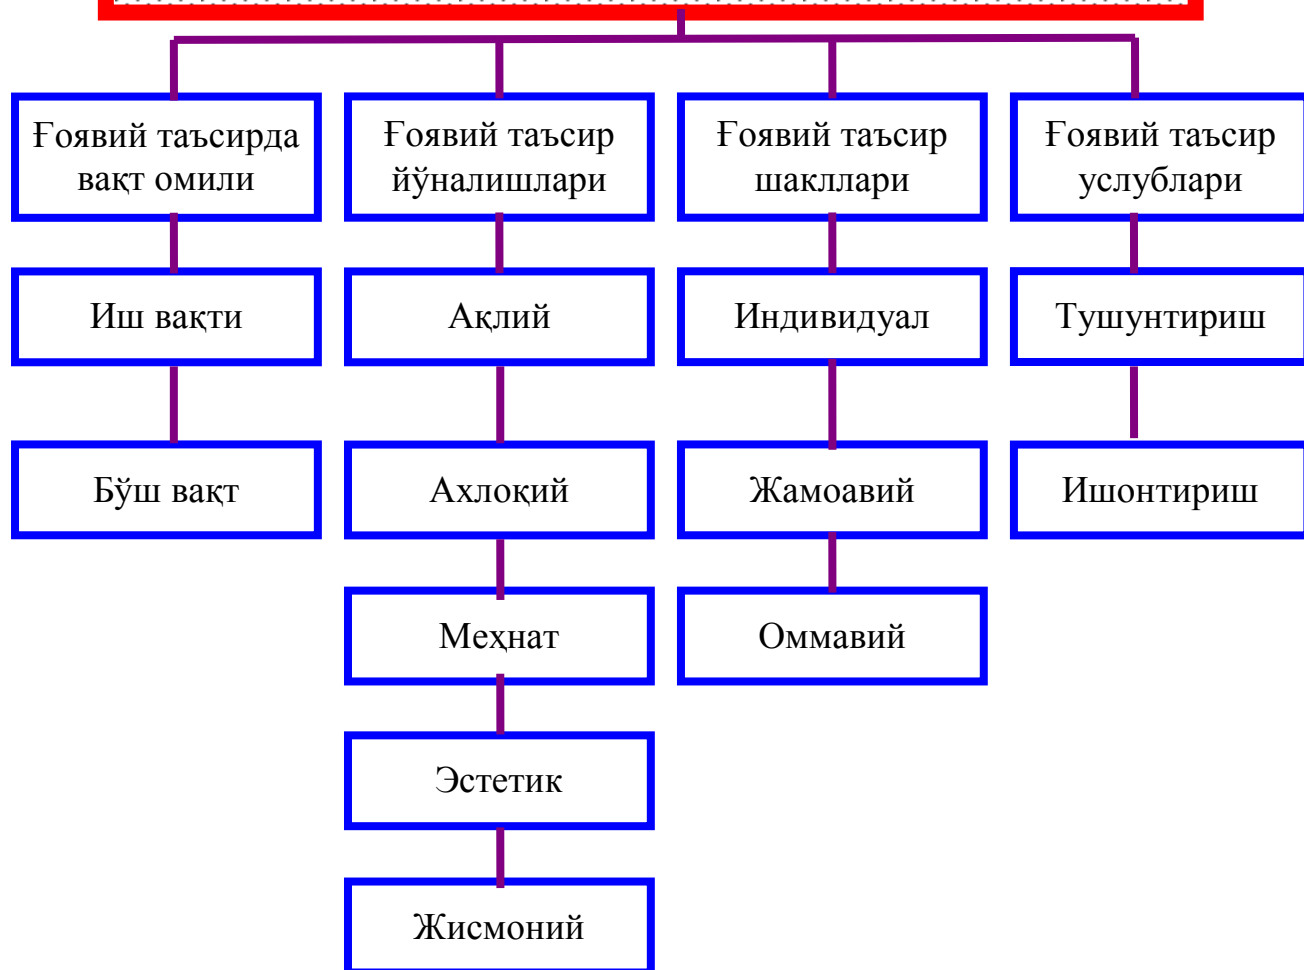 Ғоявий таъсирда
вақт омили
Иш вақти
Бўш вақт
Ғоявий таъсир
йўналишлари
Ақлий
Ахлоқий
Меҳнат
Эстетик
Жисмоний
Ғоявий таъсир
шакллари
Индивидуал
Жамоавий
Оммавий
Ғоявий таъсир
услублари
Тушунтириш
Ишонтириш